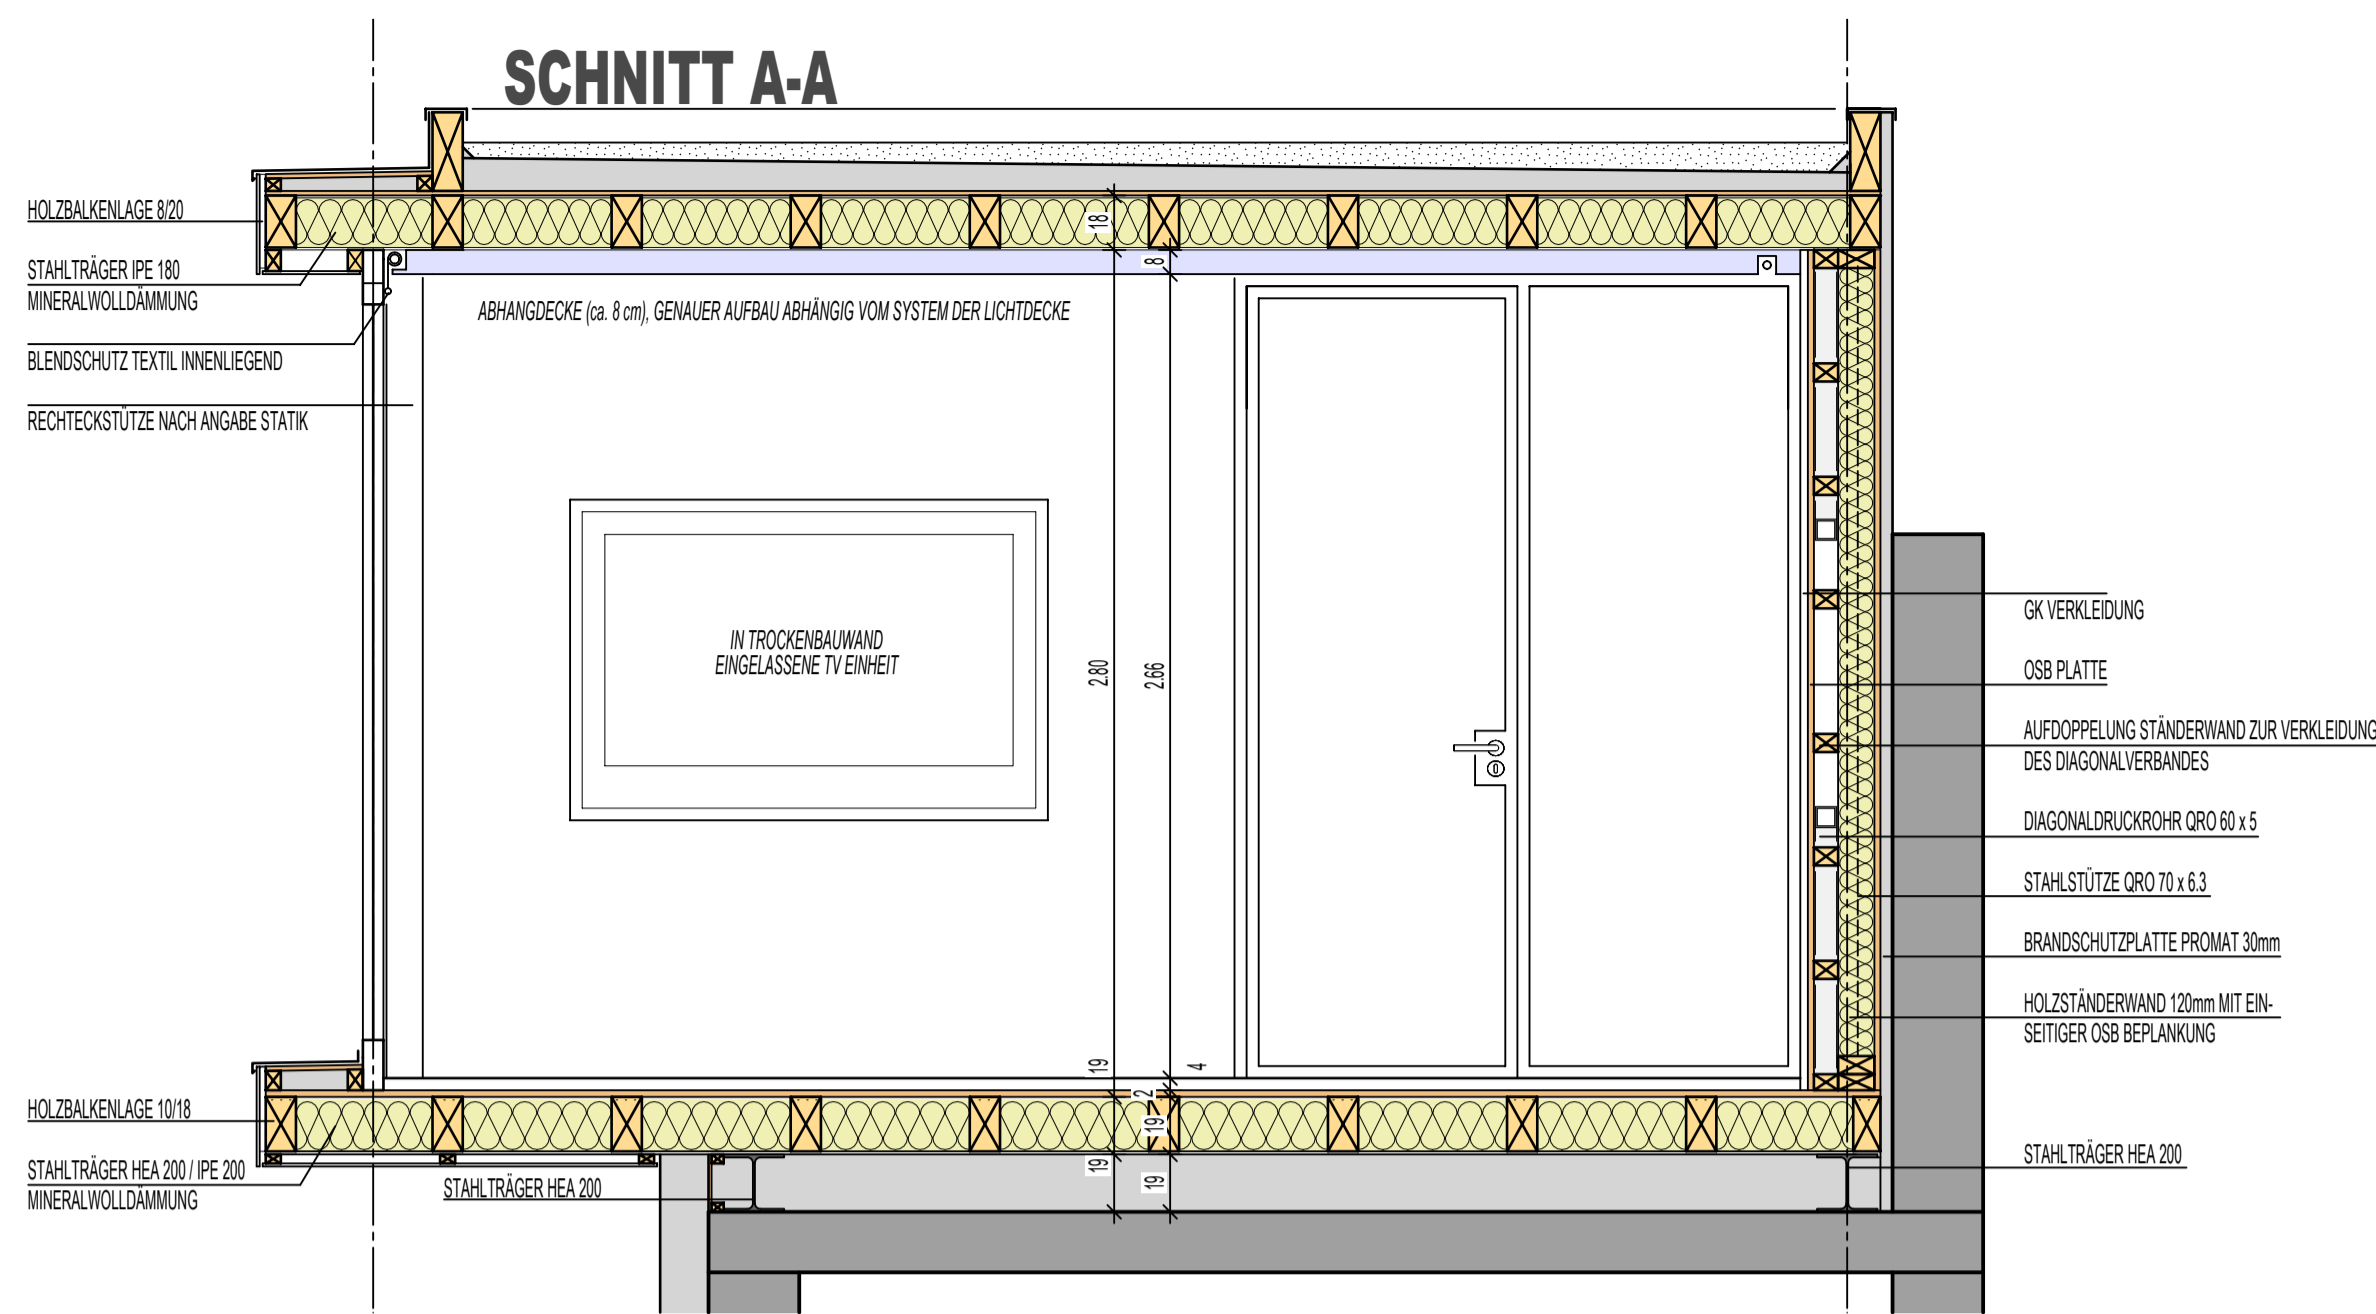 SCHNITT A-A
HOLZBALKENLAGE 8/20
STAHLTRÄGER IPE 180
MINERALWOLLDÄMMUNG
BLENDSCHUTZ TEXTIL INNENLIEGEND
RECHTECKSTÜTZE NACH ANGABE STATIK
18
8
ABHANGDECKE (ca. 8 cm), GENAUER AUFBAU ABHÄNGIG VOM SYSTEM DER LICHTDECKE
IN TROCKENBAUWAND
EINGELASSENE TV EINHEIT
2.80
2.66
GK VERKLEIDUNG
OSB PLATTE
AUFDOPPELUNG STÄNDERWAND ZUR VERKLEIDUNG
DES DIAGONALVERBANDES
DIAGONALDRUCKROHR QRO 60 x 5
STAHLSTÜTZE QRO 70 x 6.3
BRANDSCHUTZPLATTE PROMAT 30mm
HOLZSTÄNDERWAND 120mm MIT EIN-
SEITIGER OSB BEPLANKUNG
19
4
2
19
19
19
HOLZBALKENLAGE 10/18
STAHLTRÄGER HEA 200 / IPE 200
MINERALWOLLDÄMMUNG
STAHLTRÄGER HEA 200
STAHLTRÄGER HEA 200